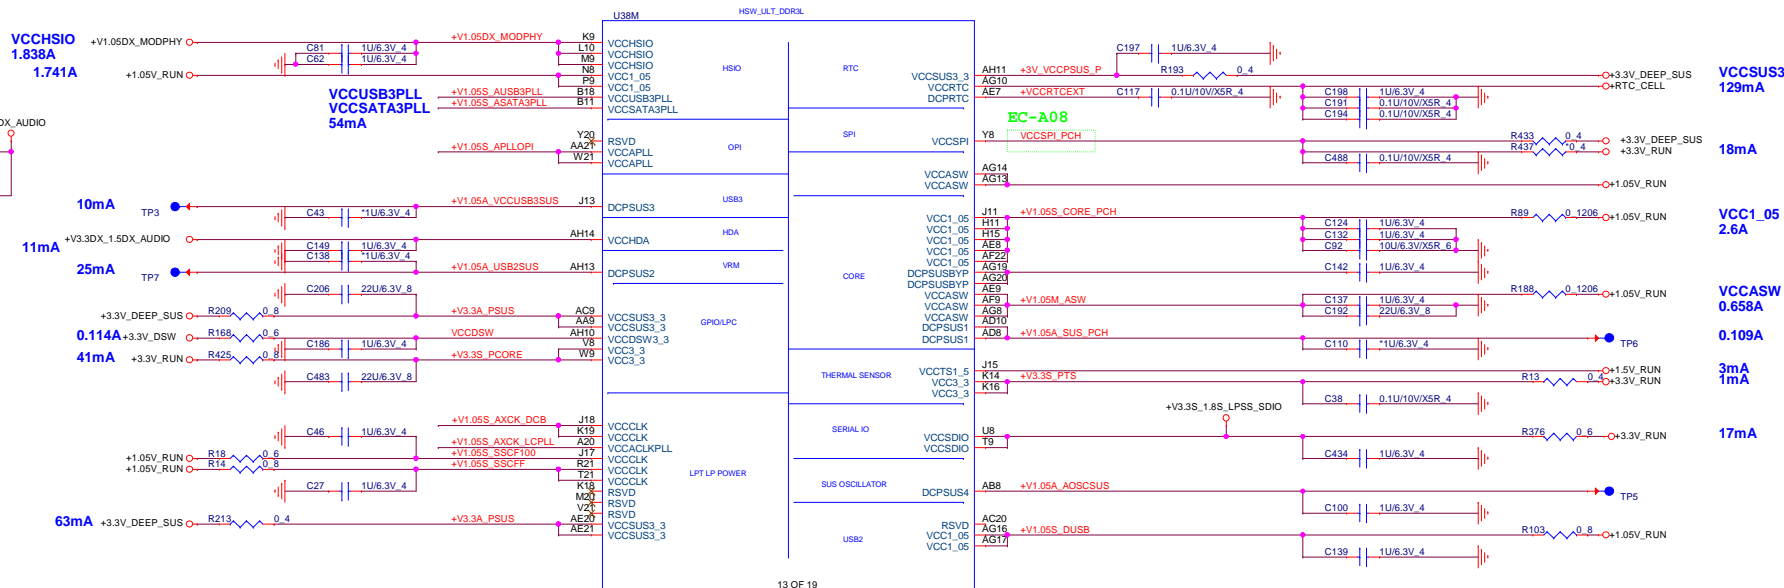 HSW_ULT_DDR3L
U38M
VCCHSIO
1.838A
1.741A
+V1.05DX_MODPHY
+1.05V_RUN
C81 1U/6.3V_4
C62 1U/6.3V_4
+V1.05DX_MODPHY
VCCUSB3PLL
VCCSATA3PLL
54mA
+V1.05S_AUSB3PLL
+V1.05S_ASATA3PLL
K9 VCCHSIO
L10 VCCHSIO
M9 VCCHSIO
N8 VCC1_05
P9 VCC1_05
B18 VCCUSB3PLL
B11 VCCSATA3PLL
HSIO
DX_AUDIO
+V1.05S_APLLOPI
Y20 RSVD
AA21 VCCAPLL
W21 VCCAPLL
OPI
10mA
TP3
C43 *1U/6.3V_4
+V1.05A_VCCUSB3SUS
J13 DCPSUS3
USB3
11mA
+V3.3DX_1.5DX_AUDIO
C149 1U/6.3V_4
C138 *1U/6.3V_4
AH14 VCCHDA
HDA
25mA
TP7
+V1.05A_USB2SUS
AH13 DCPSUS2
VRM
C206 22U/6.3V_8
+3.3V_DEEP_SUS R209 0_8 +V3.3A_PSUS
0.114A +3.3V_DSW R168 0_6 VCCDSW
C186 1U/6.3V_4
41mA +3.3V_RUN R425 0_8 +V3.3S_PCORE
C483 22U/6.3V_8
AC9 VCCSUS3_3
AA9 VCCSUS3_3
AH10 VCCDSW3_3
V8 VCC3_3
W9 VCC3_3
GPIO/LPC
+V1.05S_AXCK_DCB
C46 1U/6.3V_4
+V1.05S_AXCK_LCPLL
+1.05V_RUN R18 0_6 +V1.05S_SSCF100
+1.05V_RUN R14 0_8 +V1.05S_SSCFF
C27 1U/6.3V_4
63mA +3.3V_DEEP_SUS R213 0_4 +V3.3A_PSUS
J18 VCCCLK
K19 VCCCLK
A20 VCCACLKPLL
J17 VCCCLK
R21 VCCCLK
T21 VCCCLK
K18 RSVD
M20 RSVD
V21 RSVD
AE20 VCCSUS3_3
AE21 VCCSUS3_3
LPT LP POWER
RTC
VCCSUS3_3 AH11 +3V_VCCPSUS_P
VCCRTC AG10
DCPRTC AE7 +VCCRTCEXT
C197 1U/6.3V_4
R193 0_4
C117 0.1U/10V/X5R_4
C198 1U/6.3V_4
C191 0.1U/10V/X5R_4
C194 0.1U/10V/X5R_4
+3.3V_DEEP_SUS
+RTC_CELL
VCCSUS3
129mA
EC-A08
SPI
VCCSPI Y8 VCCSPI_PCH
R433 0_4 +3.3V_DEEP_SUS
R437 *0_4 +3.3V_RUN
18mA
C488 0.1U/10V/X5R_4
VCCASW AG14
VCCASW AG13
+1.05V_RUN
VCC1_05 J11 +V1.05S_CORE_PCH
VCC1_05 H11
VCC1_05 H15
VCC1_05 AE8
VCC1_05 AF22
DCPSUSBYP AG19
DCPSUSBYP AG20
VCCASW AE9
VCCASW AF9 +V1.05M_ASW
VCCASW AG8
DCPSUS1 AD10
DCPSUS1 AD8 +V1.05A_SUS_PCH
CORE
R89 0_1206 +1.05V_RUN
VCC1_05
2.6A
C124 1U/6.3V_4
C132 1U/6.3V_4
C92 10U/6.3V/X5R_6
C142 1U/6.3V_4
R188 0_1206 +1.05V_RUN
VCCASW
0.658A
C137 1U/6.3V_4
C192 22U/6.3V_8
TP6
0.109A
C110 *1U/6.3V_4
THERMAL SENSOR
VCCTS1_5 J15
VCC3_3 K14 +V3.3S_PTS
VCC3_3 K16
+1.5V_RUN
R13 0_4 +3.3V_RUN
3mA
1mA
C38 0.1U/10V/X5R_4
+V3.3S_1.8S_LPSS_SDIO
SERIAL IO
VCCSDIO U8
VCCSDIO T9
R376 0_6 +3.3V_RUN
17mA
C434 1U/6.3V_4
SUS OSCILLATOR
DCPSUS4 AB8 +V1.05A_AOSCSUS
TP5
C100 1U/6.3V_4
USB2
RSVD AC20
VCC1_05 AG16 +V1.05S_DUSB
VCC1_05 AG17
R103 0_8 +1.05V_RUN
C139 1U/6.3V_4
13 OF 19